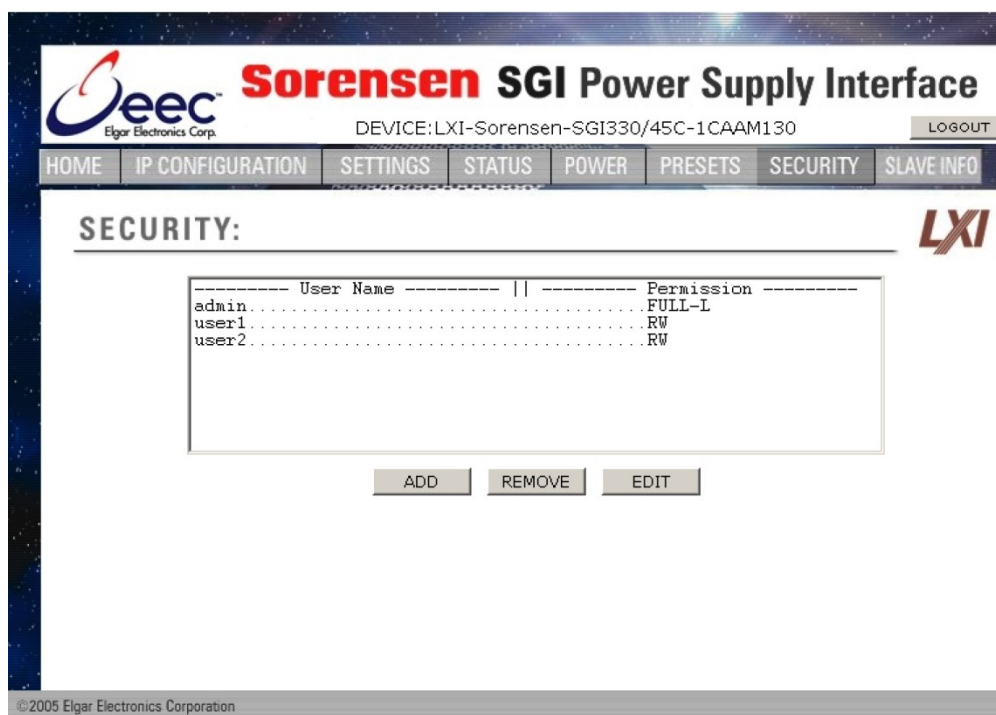 eeec™ Sorensen SGI Power Supply Interface
Elgar Electronics Corp.
DEVICE:LXI-Sorensen-SGI330/45C-1CAAM130
LOGOUT
HOME IP CONFIGURATION SETTINGS STATUS POWER PRESETS SECURITY SLAVE INFO
SECURITY:
LXI
--------- User Name --------- || --------- Permission ---------
admin......................................FULL-L
user1......................................RW
user2......................................RW
ADD REMOVE EDIT
©2005 Elgar Electronics Corporation